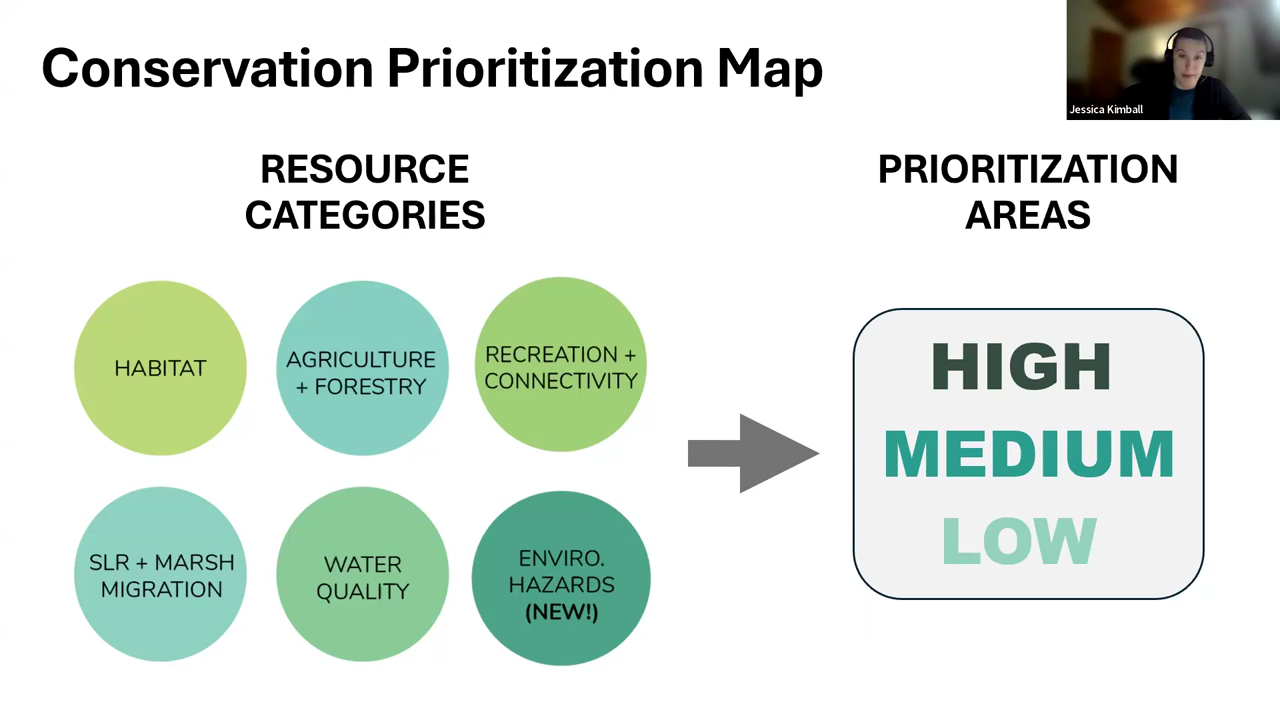 Conservation Prioritization Map
Jessica Kimball
RESOURCE
CATEGORIES
PRIORITIZATION
AREAS
HABITAT
AGRICULTURE
+ FORESTRY
RECREATION +
CONNECTIVITY
SLR + MARSH
MIGRATION
WATER
QUALITY
ENVIRO.
HAZARDS
(NEW!)
HIGH
MEDIUM
LOW